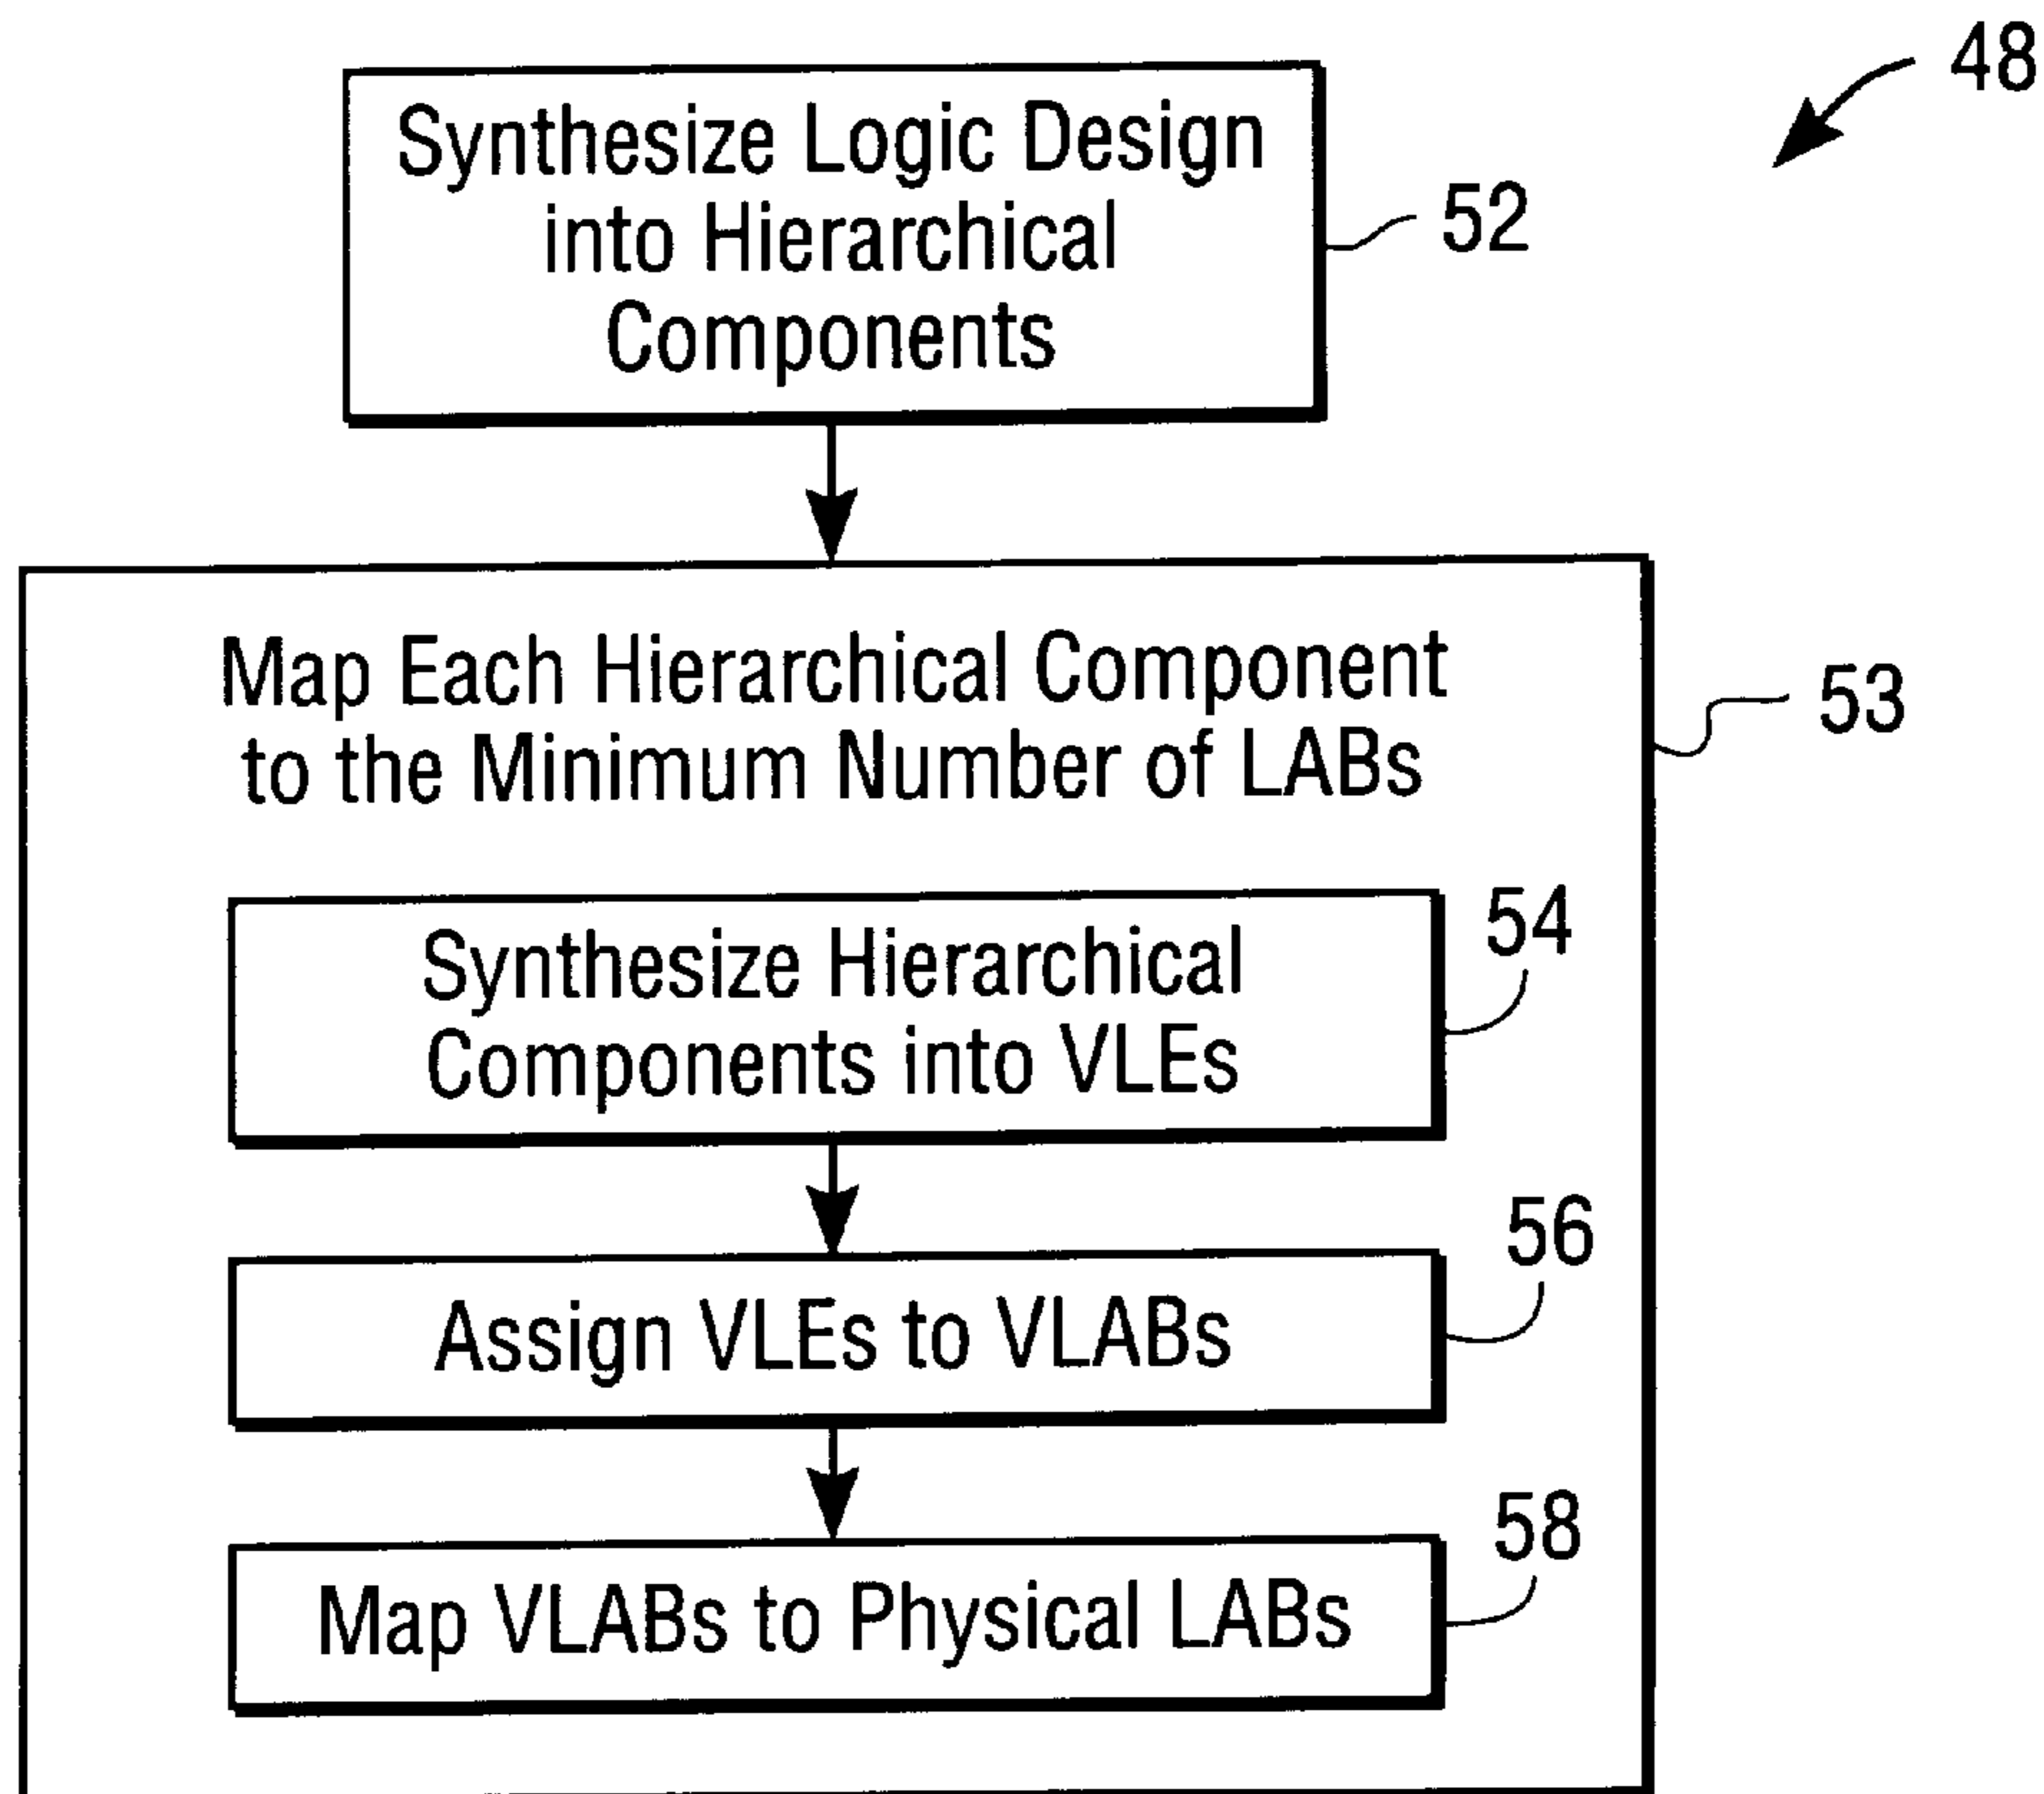 48
Synthesize Logic Design
into Hierarchical
Components
52
Map Each Hierarchical Component
to the Minimum Number of LABs
53
Synthesize Hierarchical
Components into VLEs
54
Assign VLEs to VLABs
56
Map VLABs to Physical LABs
58